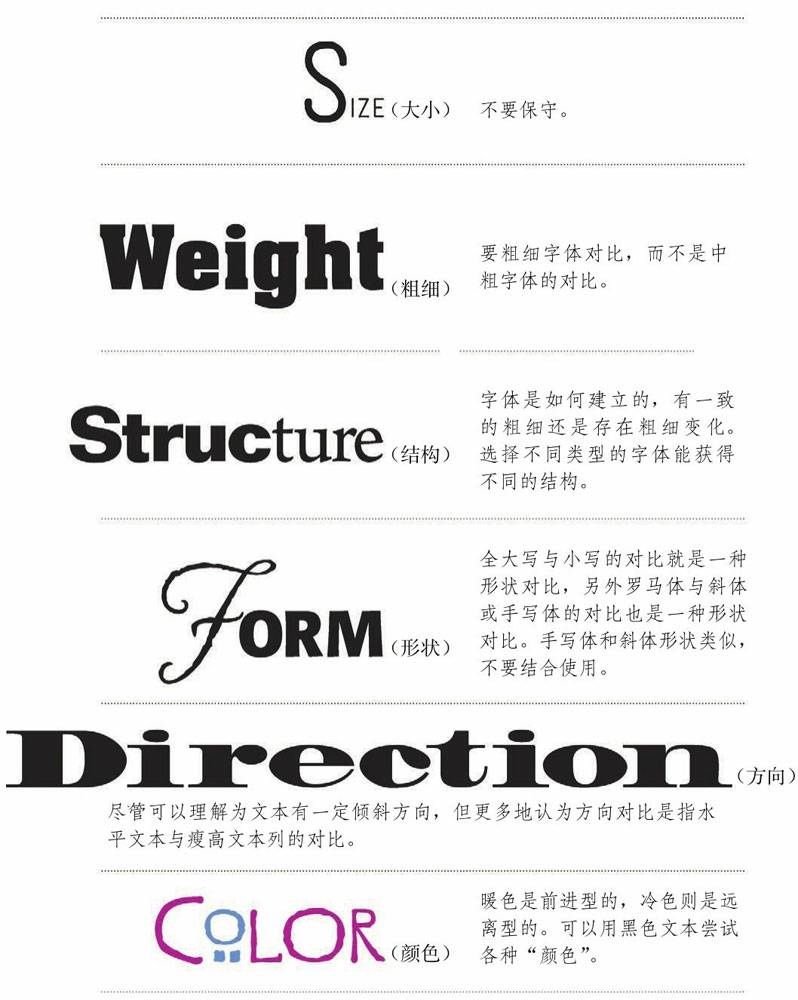 SIZE（大小） 不要保守。
Weight（粗细） 要粗细字体对比，而不是中
粗字体的对比。
字体是如何建立的，有一致
的粗细还是存在粗细变化。
Structure（结构） 选择不同类型的字体能获得
不同的结构。
全大写与小写的对比就是一种
形状对比，另外罗马体与斜体
或手写体的对比也是一种形状
FORM（形状） 对比。手写体和斜体形状类似，
不要结合使用。
Direction（方向）
尽管可以理解为文本有一定倾斜方向，但更多地认为方向对比是指水
平文本与瘦高文本列的对比。
暖色是前进型的，冷色则是远
离型的。可以用黑色文本尝试
COLOR（颜色） 各种“颜色”。